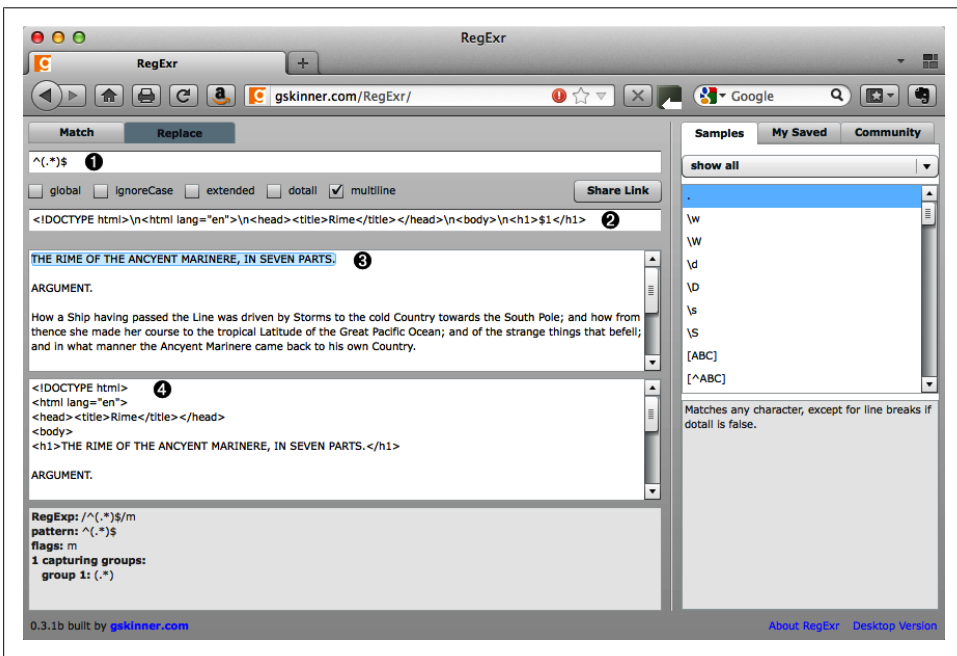 RegExr
RegExr
gskinner.com/RegExr/
Google
Match Replace
^(.*)$ ❶
global ignoreCase extended dotall multiline Share Link
<!DOCTYPE html>\n<html lang="en">\n<head><title>Rime</title></head>\n<body>\n<h1>$1</h1> ❷
THE RIME OF THE ANCYENT MARINERE, IN SEVEN PARTS. ❸
ARGUMENT.
How a Ship having passed the Line was driven by Storms to the cold Country towards the South Pole; and how from
thence she made her course to the tropical Latitude of the Great Pacific Ocean; and of the strange things that befell;
and in what manner the Ancyent Marinere came back to his own Country.
<!DOCTYPE html> ❹
<html lang="en">
<head><title>Rime</title></head>
<body>
<h1>THE RIME OF THE ANCYENT MARINERE, IN SEVEN PARTS.</h1>
ARGUMENT.
RegExp: /^(.*)$/m
pattern: ^(.*)$
flags: m
1 capturing groups:
group 1: (.*)
0.3.1b built by gskinner.com
Samples My Saved Community
show all
.
\w
\W
\d
\D
\s
\S
[ABC]
[^ABC]
Matches any character, except for line breaks if
dotall is false.
About RegExr Desktop Version